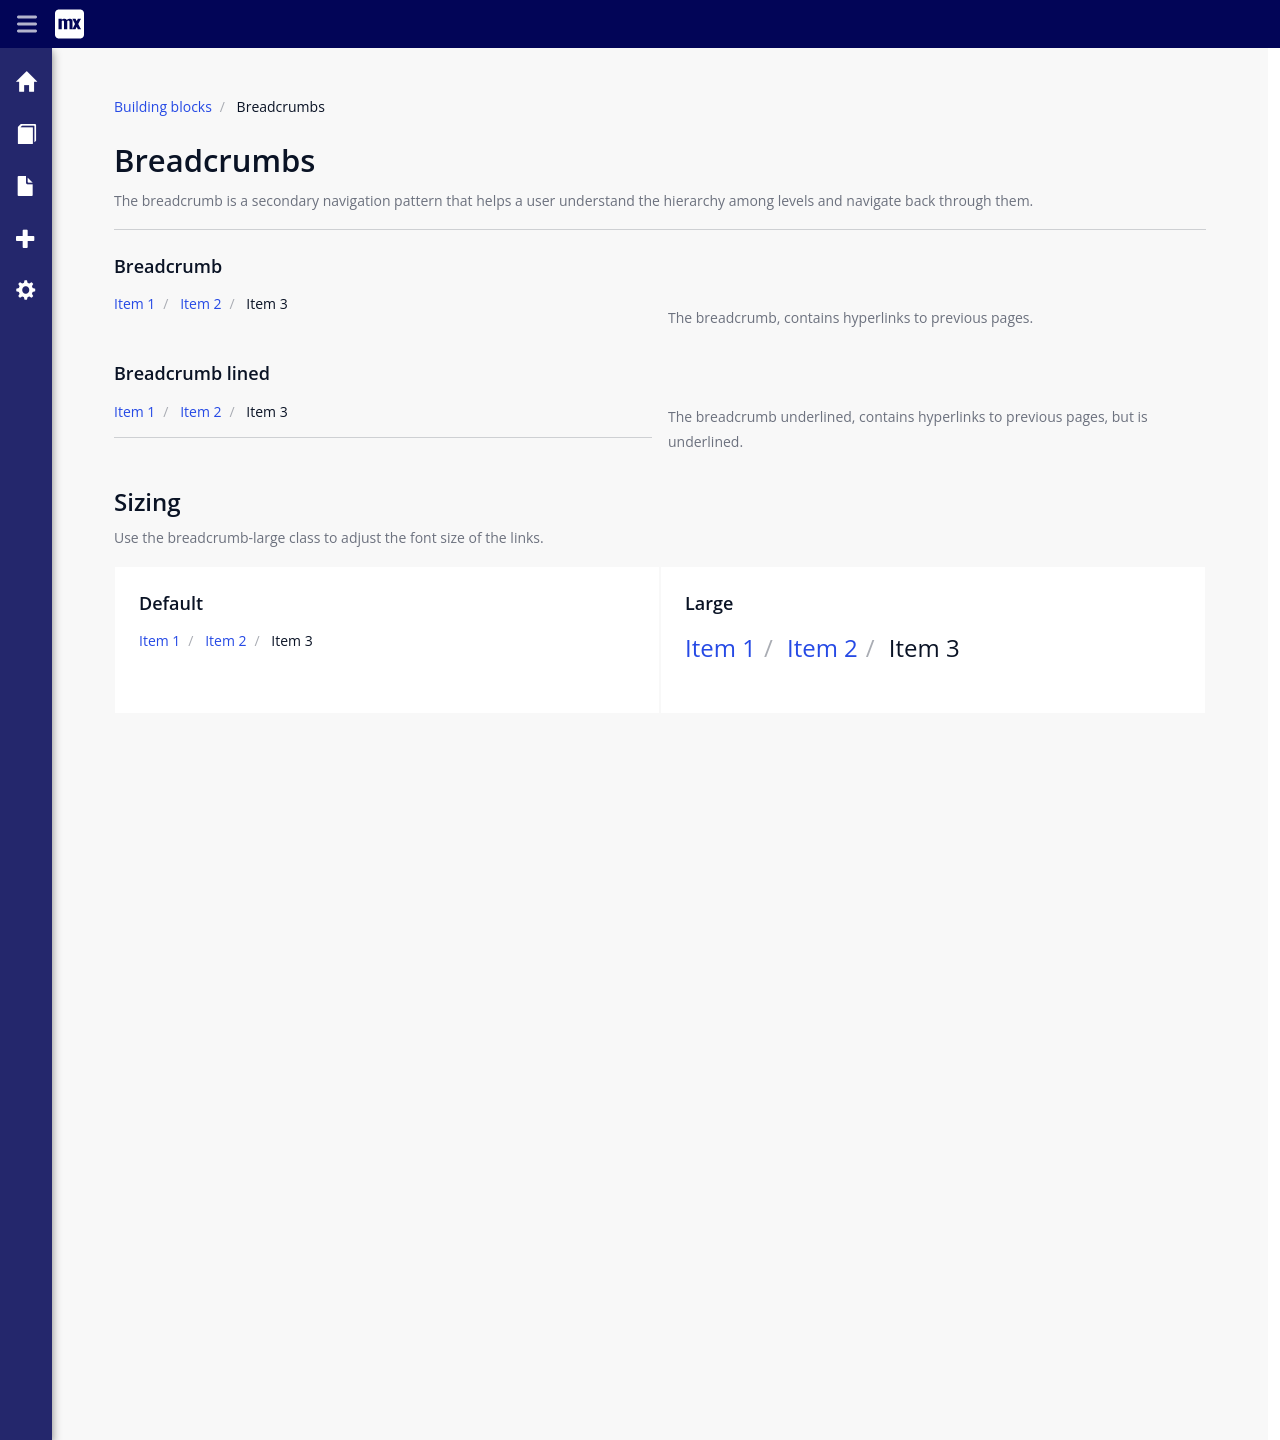 mx
Building blocks / Breadcrumbs
Breadcrumbs
The breadcrumb is a secondary navigation pattern that helps a user understand the hierarchy among levels and navigate back through them.
Breadcrumb
Item 1 / Item 2 / Item 3
The breadcrumb, contains hyperlinks to previous pages.
Breadcrumb lined
Item 1 / Item 2 / Item 3
The breadcrumb underlined, contains hyperlinks to previous pages, but is
underlined.
Sizing
Use the breadcrumb-large class to adjust the font size of the links.
Default
Item 1 / Item 2 / Item 3
Large
Item 1 / Item 2 / Item 3